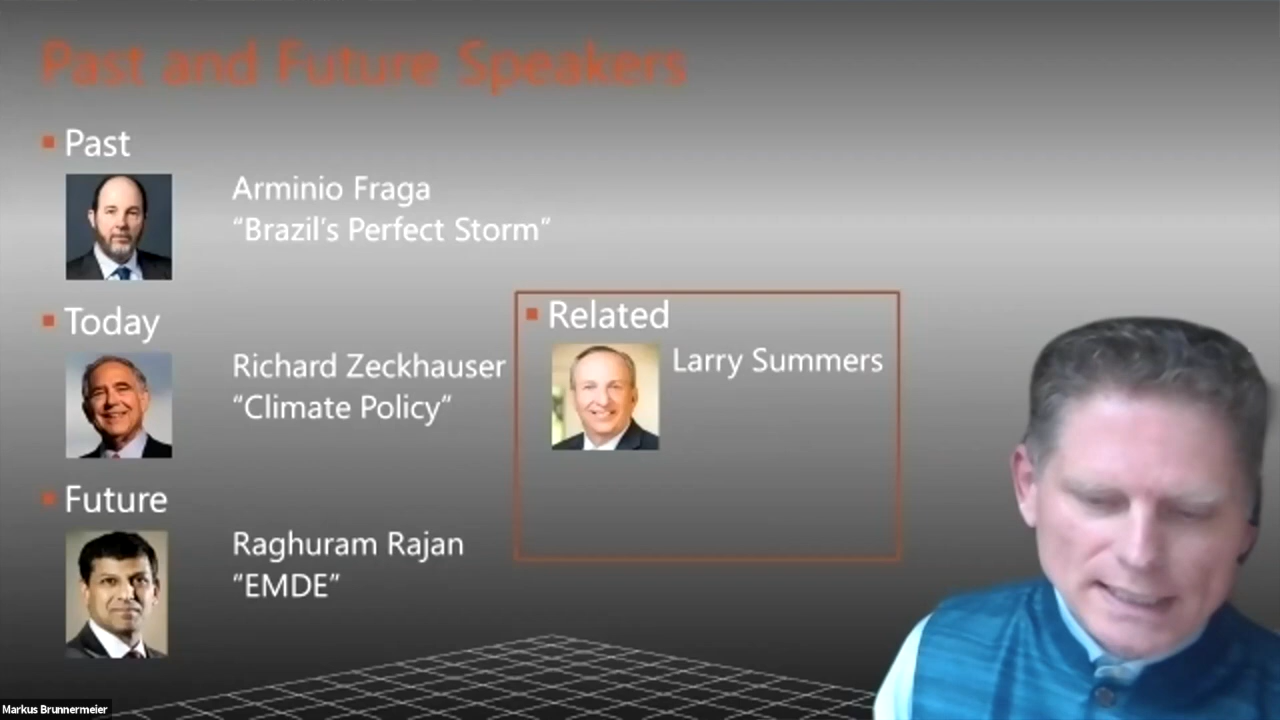 Past and Future Speakers
Past
Arminio Fraga
“Brazil’s Perfect Storm”
Today
Richard Zeckhauser
“Climate Policy”
Related
Larry Summers
Future
Raghuram Rajan
“EMDE”
Markus Brunnermeier